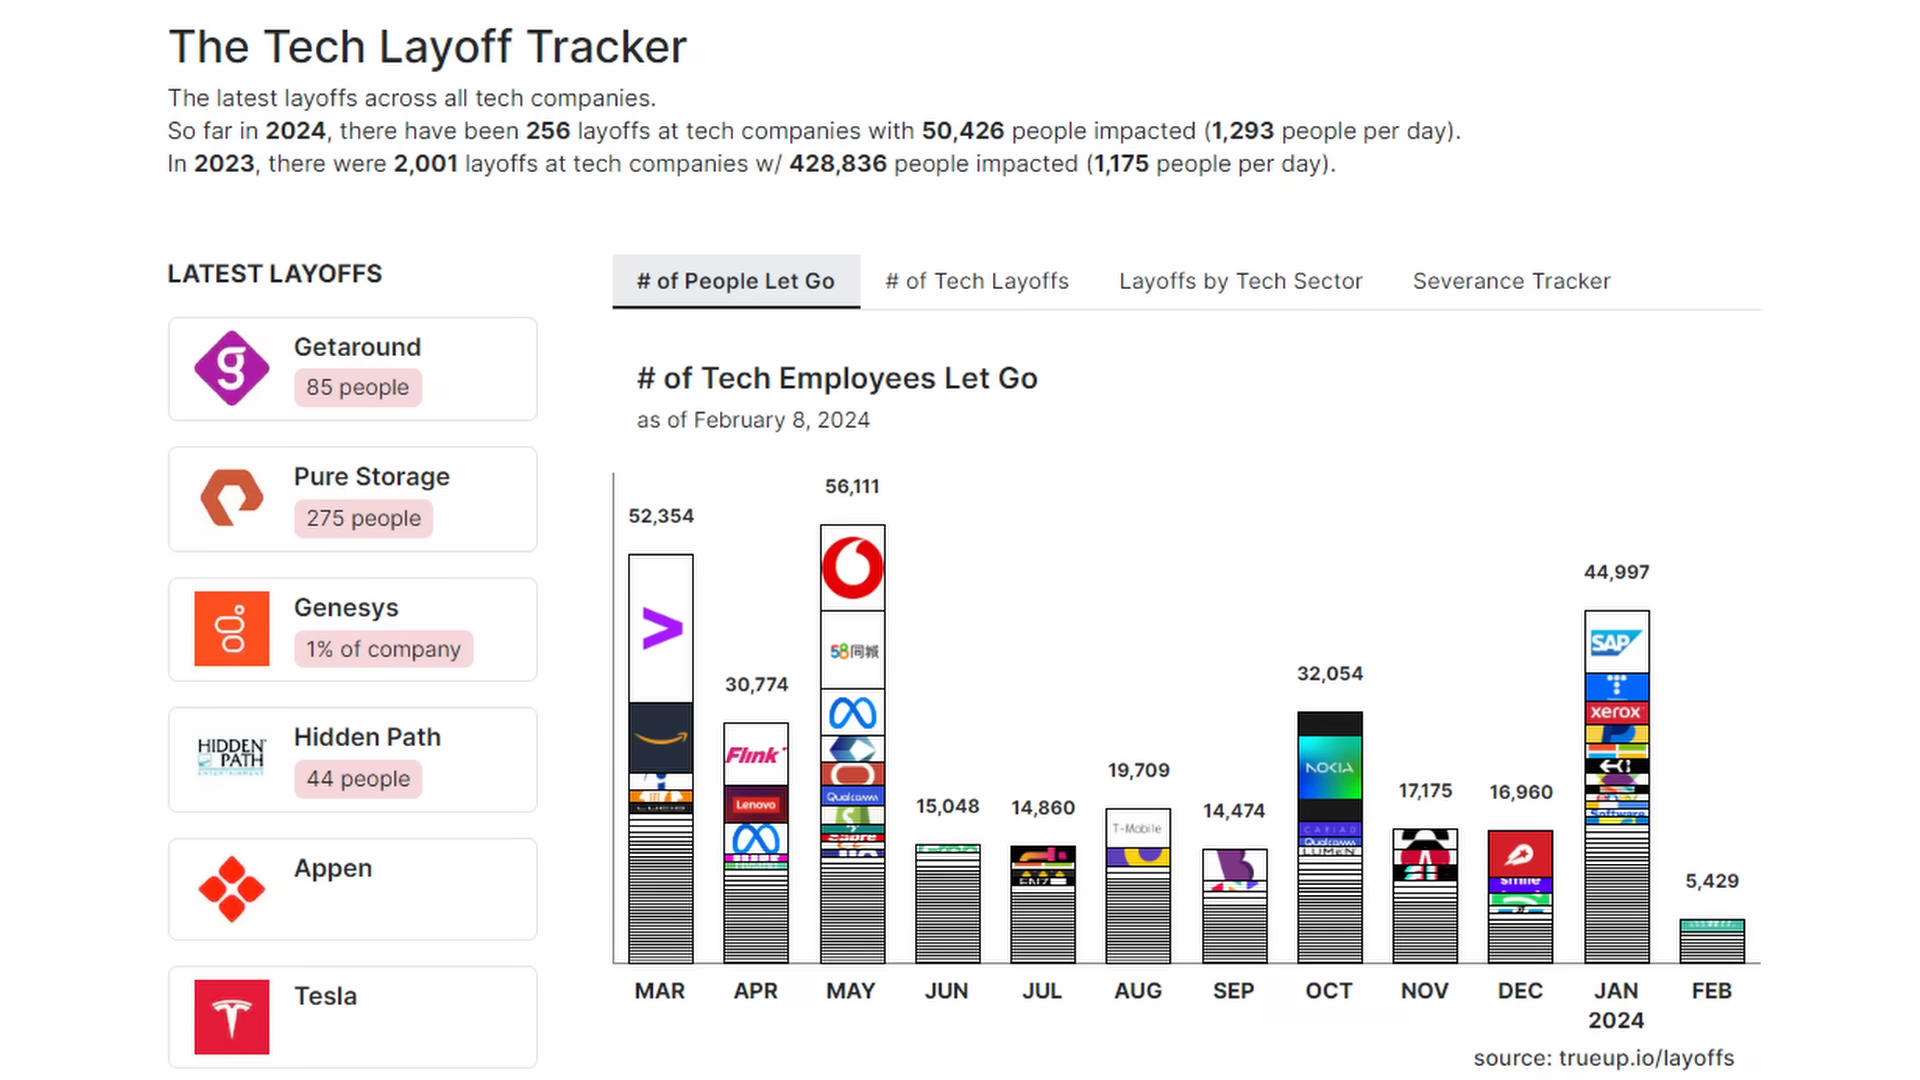 The Tech Layoff Tracker
The latest layoffs across all tech companies.
So far in 2024, there have been 256 layoffs at tech companies with 50,426 people impacted (1,293 people per day).
In 2023, there were 2,001 layoffs at tech companies w/ 428,836 people impacted (1,175 people per day).
LATEST LAYOFFS
Getaround
85 people
Pure Storage
275 people
Genesys
1% of company
HIDDEN
PATH
ENTERTAINMENT
Hidden Path
44 people
Appen
Tesla
# of People Let Go
# of Tech Layoffs
Layoffs by Tech Sector
Severance Tracker
# of Tech Employees Let Go
as of February 8, 2024
52,354
30,774
56,111
15,048
14,860
19,709
14,474
32,054
17,175
16,960
44,997
5,429
Flink
Lenovo
58同城
Qualcomm
T-Mobile
NOKIA
CARIAD
Qualcomm
LUMEN
smile
SAP
xerox
Software
MAR
APR
MAY
JUN
JUL
AUG
SEP
OCT
NOV
DEC
JAN
2024
FEB
source: trueup.io/layoffs